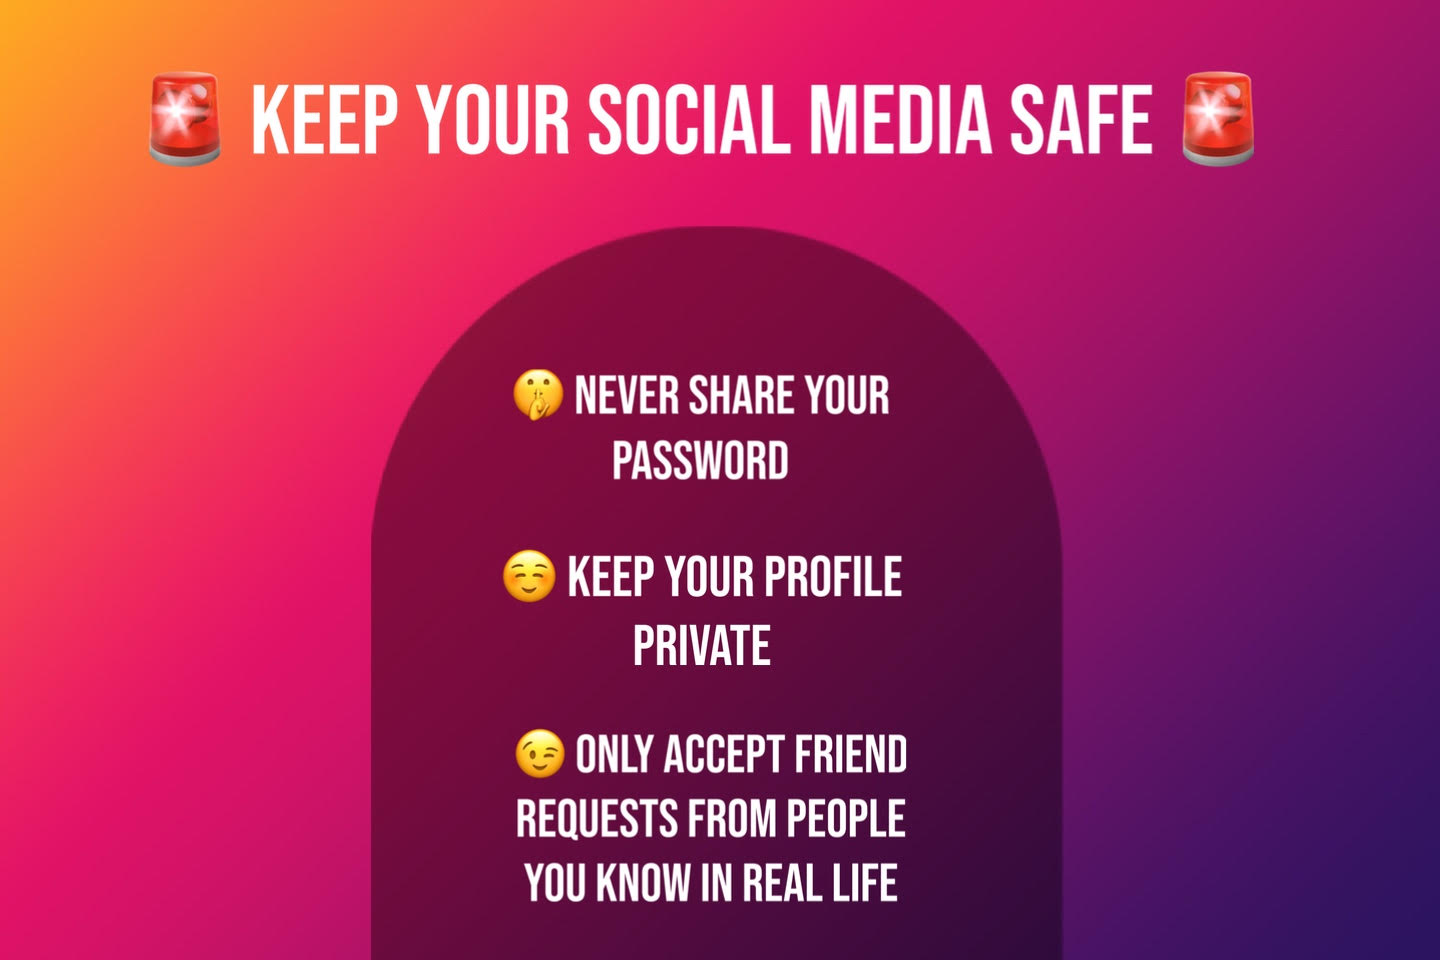 🚨 KEEP YOUR SOCIAL MEDIA SAFE 🚨
🤫 NEVER SHARE YOUR
PASSWORD
☺️ KEEP YOUR PROFILE
PRIVATE
😉 ONLY ACCEPT FRIEND
REQUESTS FROM PEOPLE
YOU KNOW IN REAL LIFE